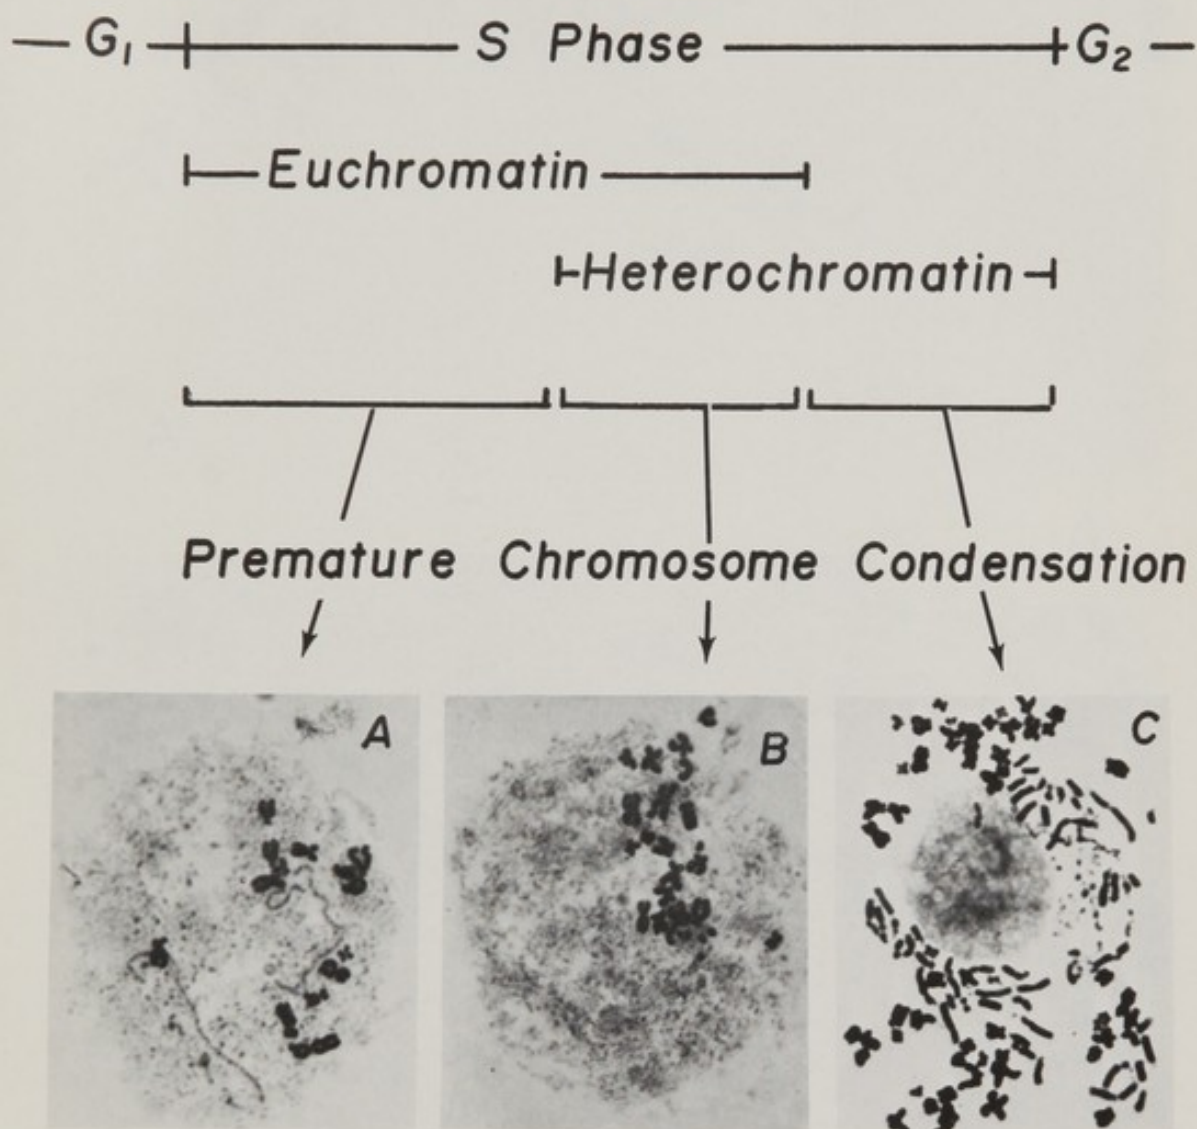 G₁ S Phase G₂
Euchromatin
Heterochromatin
Premature Chromosome Condensation
A B C